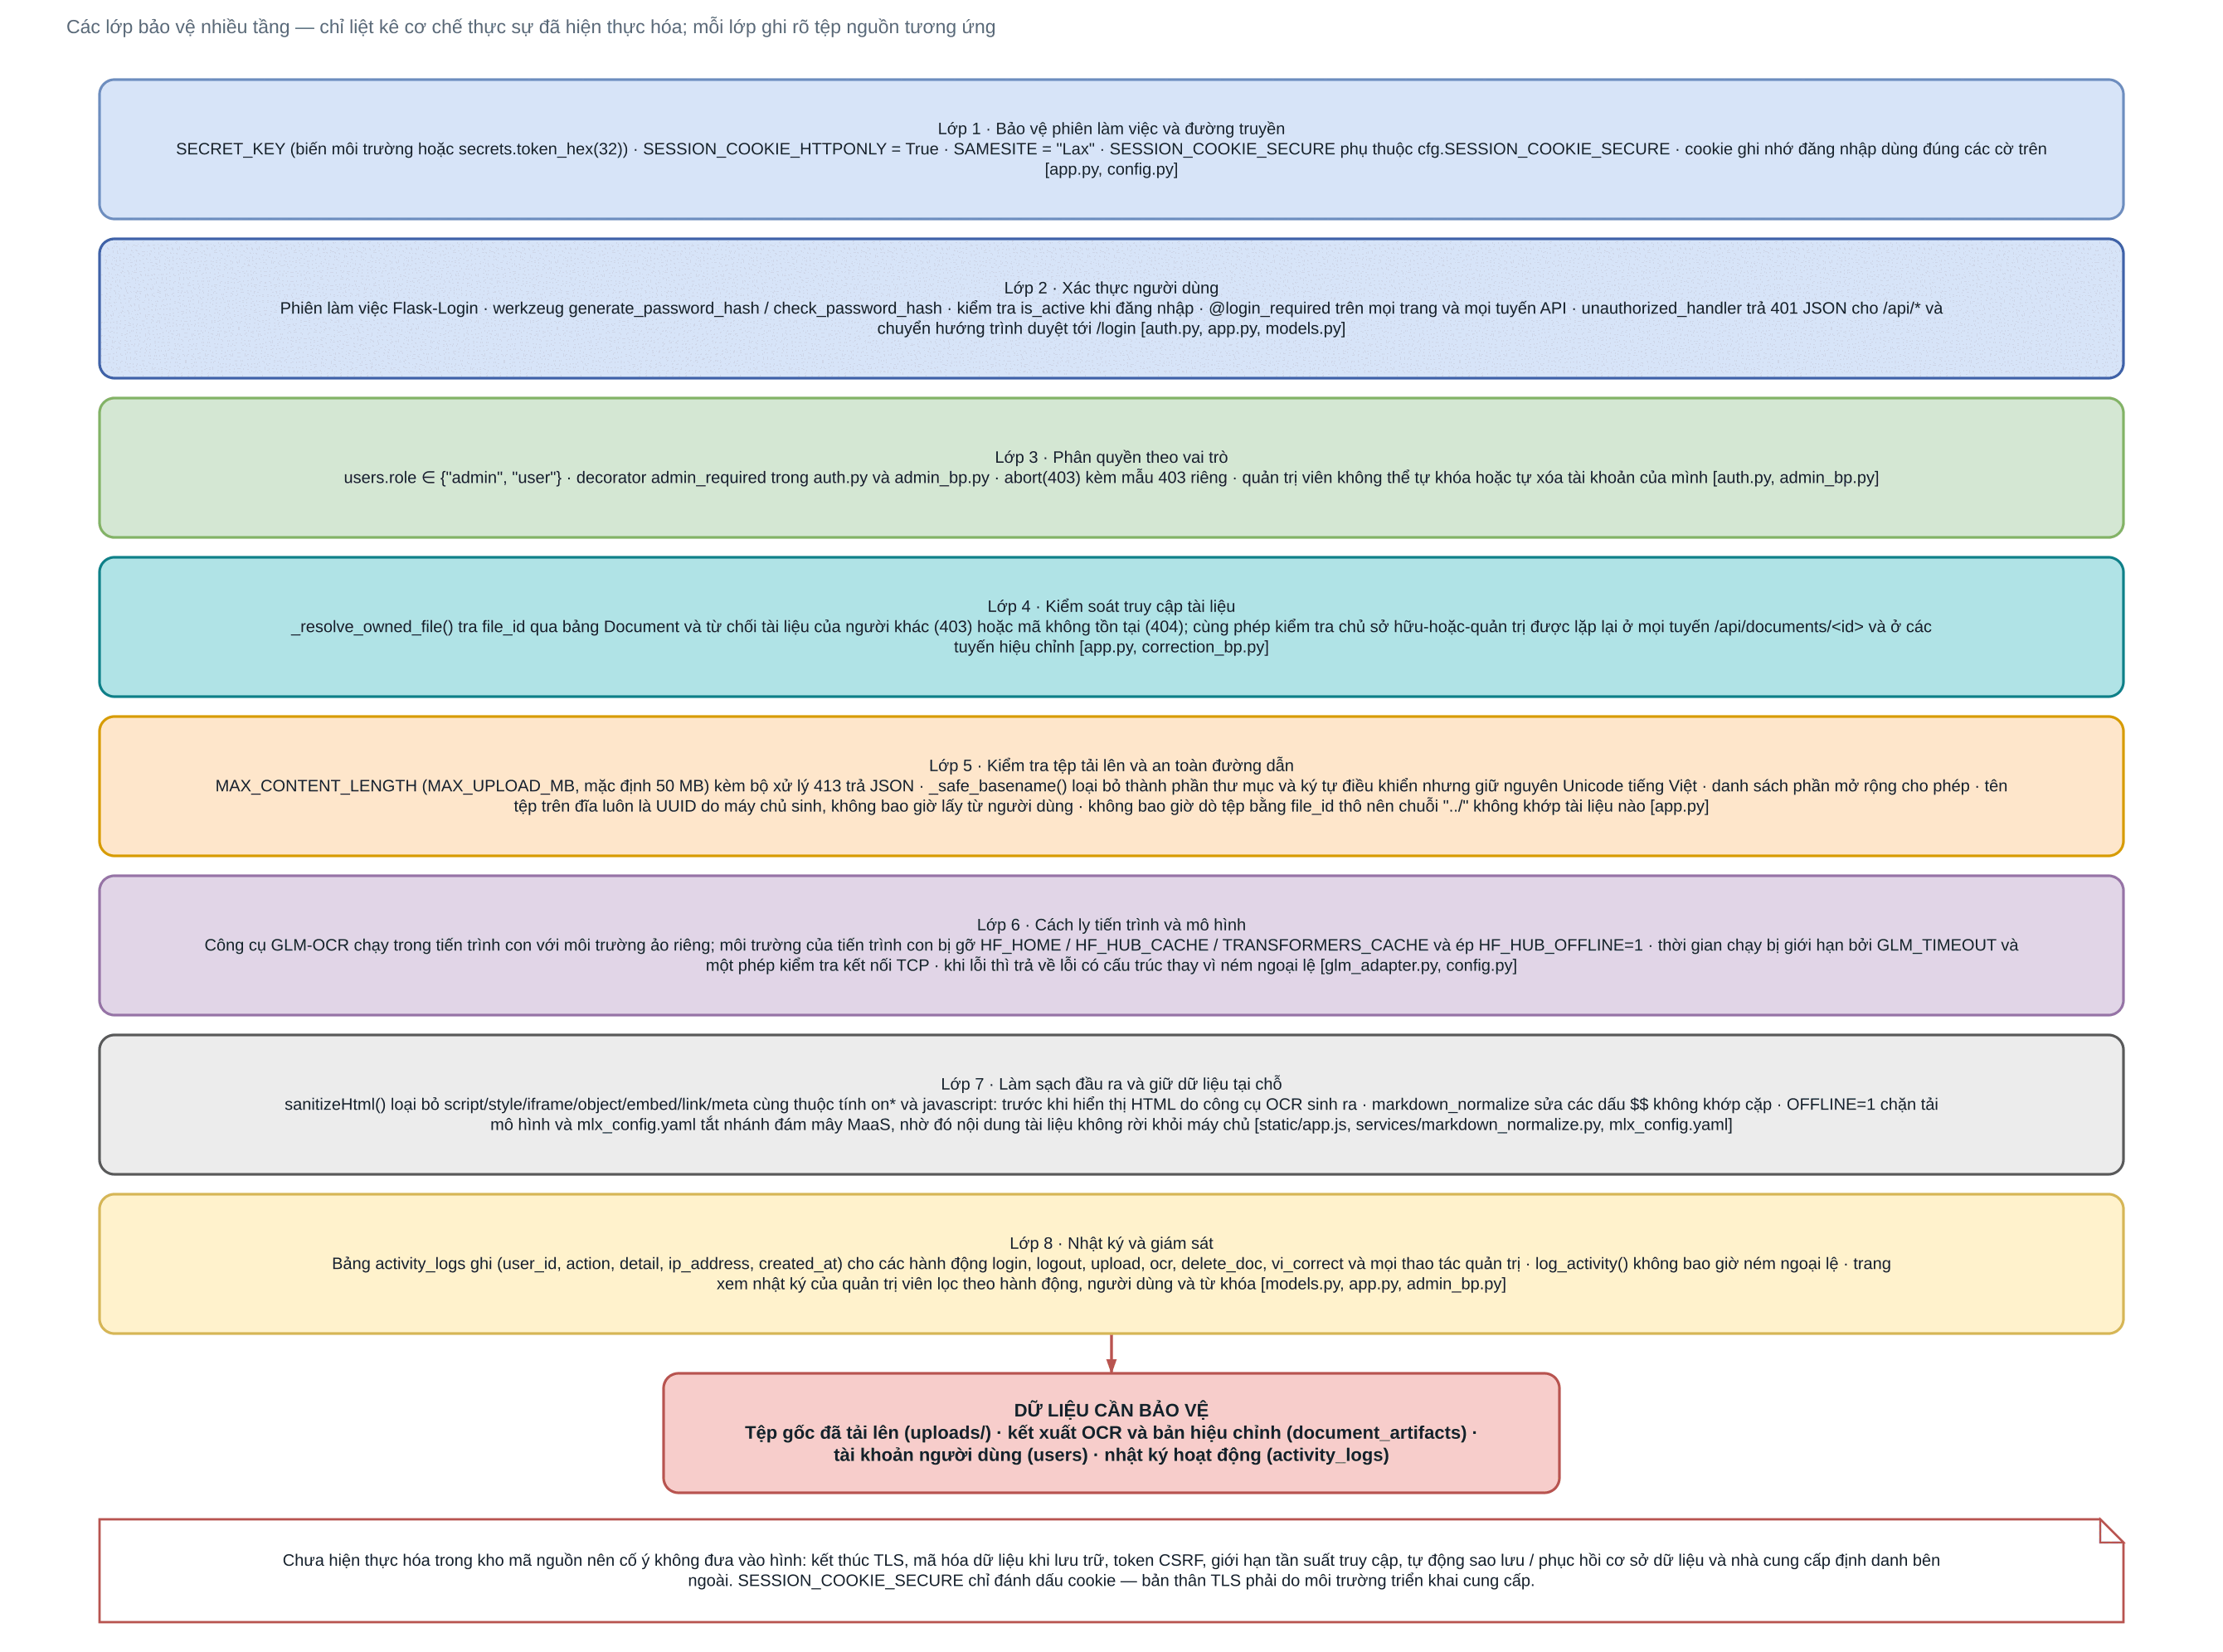 Các lớp bảo vệ nhiều tầng — chỉ liệt kê cơ chế thực sự đã hiện thực hóa; mỗi lớp ghi rõ tệp nguồn tương ứng
Lớp 1 · Bảo vệ phiên làm việc và đường truyền
SECRET_KEY (biến môi trường hoặc secrets.token_hex(32)) · SESSION_COOKIE_HTTPONLY = True · SAMESITE = "Lax" · SESSION_COOKIE_SECURE phụ thuộc cfg.SESSION_COOKIE_SECURE · cookie ghi nhớ đăng nhập dùng đúng các cờ trên
[app.py, config.py]
Lớp 2 · Xác thực người dùng
Phiên làm việc Flask-Login · werkzeug generate_password_hash / check_password_hash · kiểm tra is_active khi đăng nhập · @login_required trên mọi trang và mọi tuyến API · unauthorized_handler trả 401 JSON cho /api/* và
chuyển hướng trình duyệt tới /login [auth.py, app.py, models.py]
Lớp 3 · Phân quyền theo vai trò
users.role ∈ {"admin", "user"} · decorator admin_required trong auth.py và admin_bp.py · abort(403) kèm mẫu 403 riêng · quản trị viên không thể tự khóa hoặc tự xóa tài khoản của mình [auth.py, admin_bp.py]
Lớp 4 · Kiểm soát truy cập tài liệu
_resolve_owned_file() tra file_id qua bảng Document và từ chối tài liệu của người khác (403) hoặc mã không tồn tại (404); cùng phép kiểm tra chủ sở hữu-hoặc-quản trị được lặp lại ở mọi tuyến /api/documents/<id> và ở các
tuyến hiệu chỉnh [app.py, correction_bp.py]
Lớp 5 · Kiểm tra tệp tải lên và an toàn đường dẫn
MAX_CONTENT_LENGTH (MAX_UPLOAD_MB, mặc định 50 MB) kèm bộ xử lý 413 trả JSON · _safe_basename() loại bỏ thành phần thư mục và ký tự điều khiển nhưng giữ nguyên Unicode tiếng Việt · danh sách phần mở rộng cho phép · tên
tệp trên đĩa luôn là UUID do máy chủ sinh, không bao giờ lấy từ người dùng · không bao giờ dò tệp bằng file_id thô nên chuỗi "../" không khớp tài liệu nào [app.py]
Lớp 6 · Cách ly tiến trình và mô hình
Công cụ GLM-OCR chạy trong tiến trình con với môi trường ảo riêng; môi trường của tiến trình con bị gỡ HF_HOME / HF_HUB_CACHE / TRANSFORMERS_CACHE và ép HF_HUB_OFFLINE=1 · thời gian chạy bị giới hạn bởi GLM_TIMEOUT và
một phép kiểm tra kết nối TCP · khi lỗi thì trả về lỗi có cấu trúc thay vì ném ngoại lệ [glm_adapter.py, config.py]
Lớp 7 · Làm sạch đầu ra và giữ dữ liệu tại chỗ
sanitizeHtml() loại bỏ script/style/iframe/object/embed/link/meta cùng thuộc tính on* và javascript: trước khi hiển thị HTML do công cụ OCR sinh ra · markdown_normalize sửa các dấu $$ không khớp cặp · OFFLINE=1 chặn tải
mô hình và mlx_config.yaml tắt nhánh đám mây MaaS, nhờ đó nội dung tài liệu không rời khỏi máy chủ [static/app.js, services/markdown_normalize.py, mlx_config.yaml]
Lớp 8 · Nhật ký và giám sát
Bảng activity_logs ghi (user_id, action, detail, ip_address, created_at) cho các hành động login, logout, upload, ocr, delete_doc, vi_correct và mọi thao tác quản trị · log_activity() không bao giờ ném ngoại lệ · trang
xem nhật ký của quản trị viên lọc theo hành động, người dùng và từ khóa [models.py, app.py, admin_bp.py]
DỮ LIỆU CẦN BẢO VỆ
Tệp gốc đã tải lên (uploads/) · kết xuất OCR và bản hiệu chỉnh (document_artifacts) ·
tài khoản người dùng (users) · nhật ký hoạt động (activity_logs)
Chưa hiện thực hóa trong kho mã nguồn nên cố ý không đưa vào hình: kết thúc TLS, mã hóa dữ liệu khi lưu trữ, token CSRF, giới hạn tần suất truy cập, tự động sao lưu / phục hồi cơ sở dữ liệu và nhà cung cấp định danh bên
ngoài. SESSION_COOKIE_SECURE chỉ đánh dấu cookie — bản thân TLS phải do môi trường triển khai cung cấp.